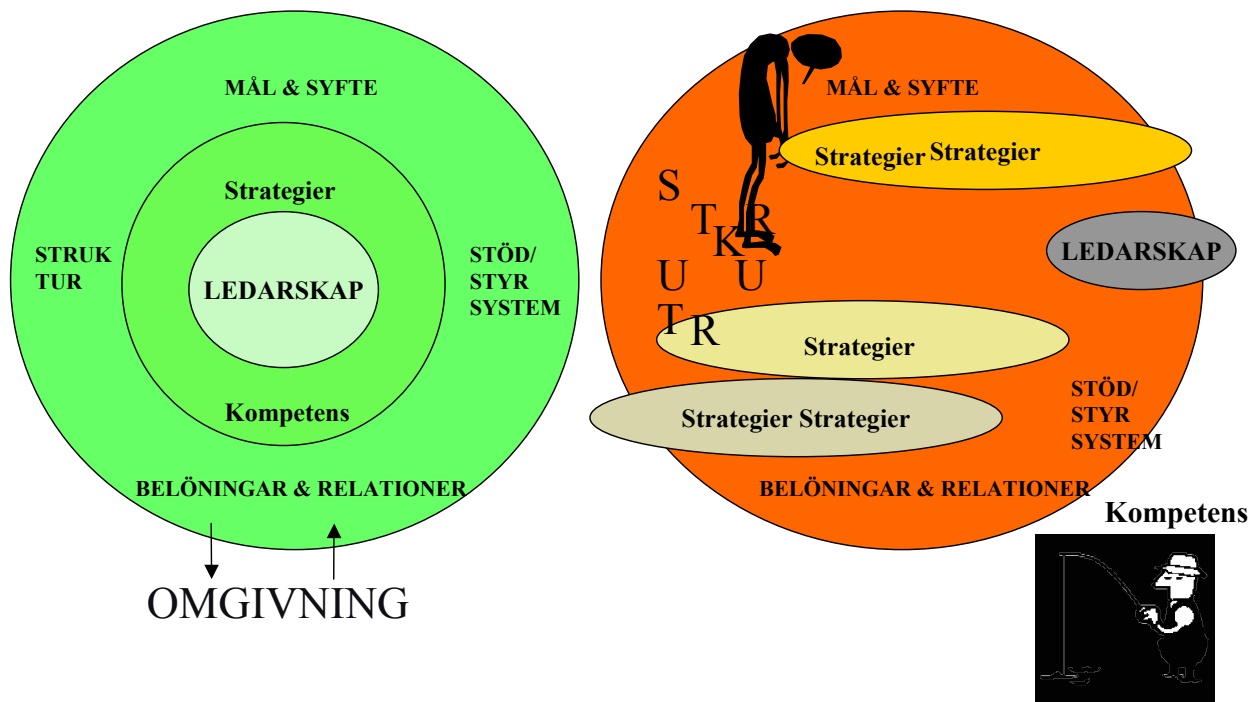 MÅL & SYFTE
Strategier
STRUK
TUR
STÖD/
STYR
SYSTEM
LEDARSKAP
Kompetens
BELÖNINGAR & RELATIONER
OMGIVNING
MÅL & SYFTE
Strategier Strategier
S
T K R
U U
T R
LEDARSKAP
Strategier
Strategier Strategier
STÖD/
STYR
SYSTEM
BELÖNINGAR & RELATIONER
Kompetens